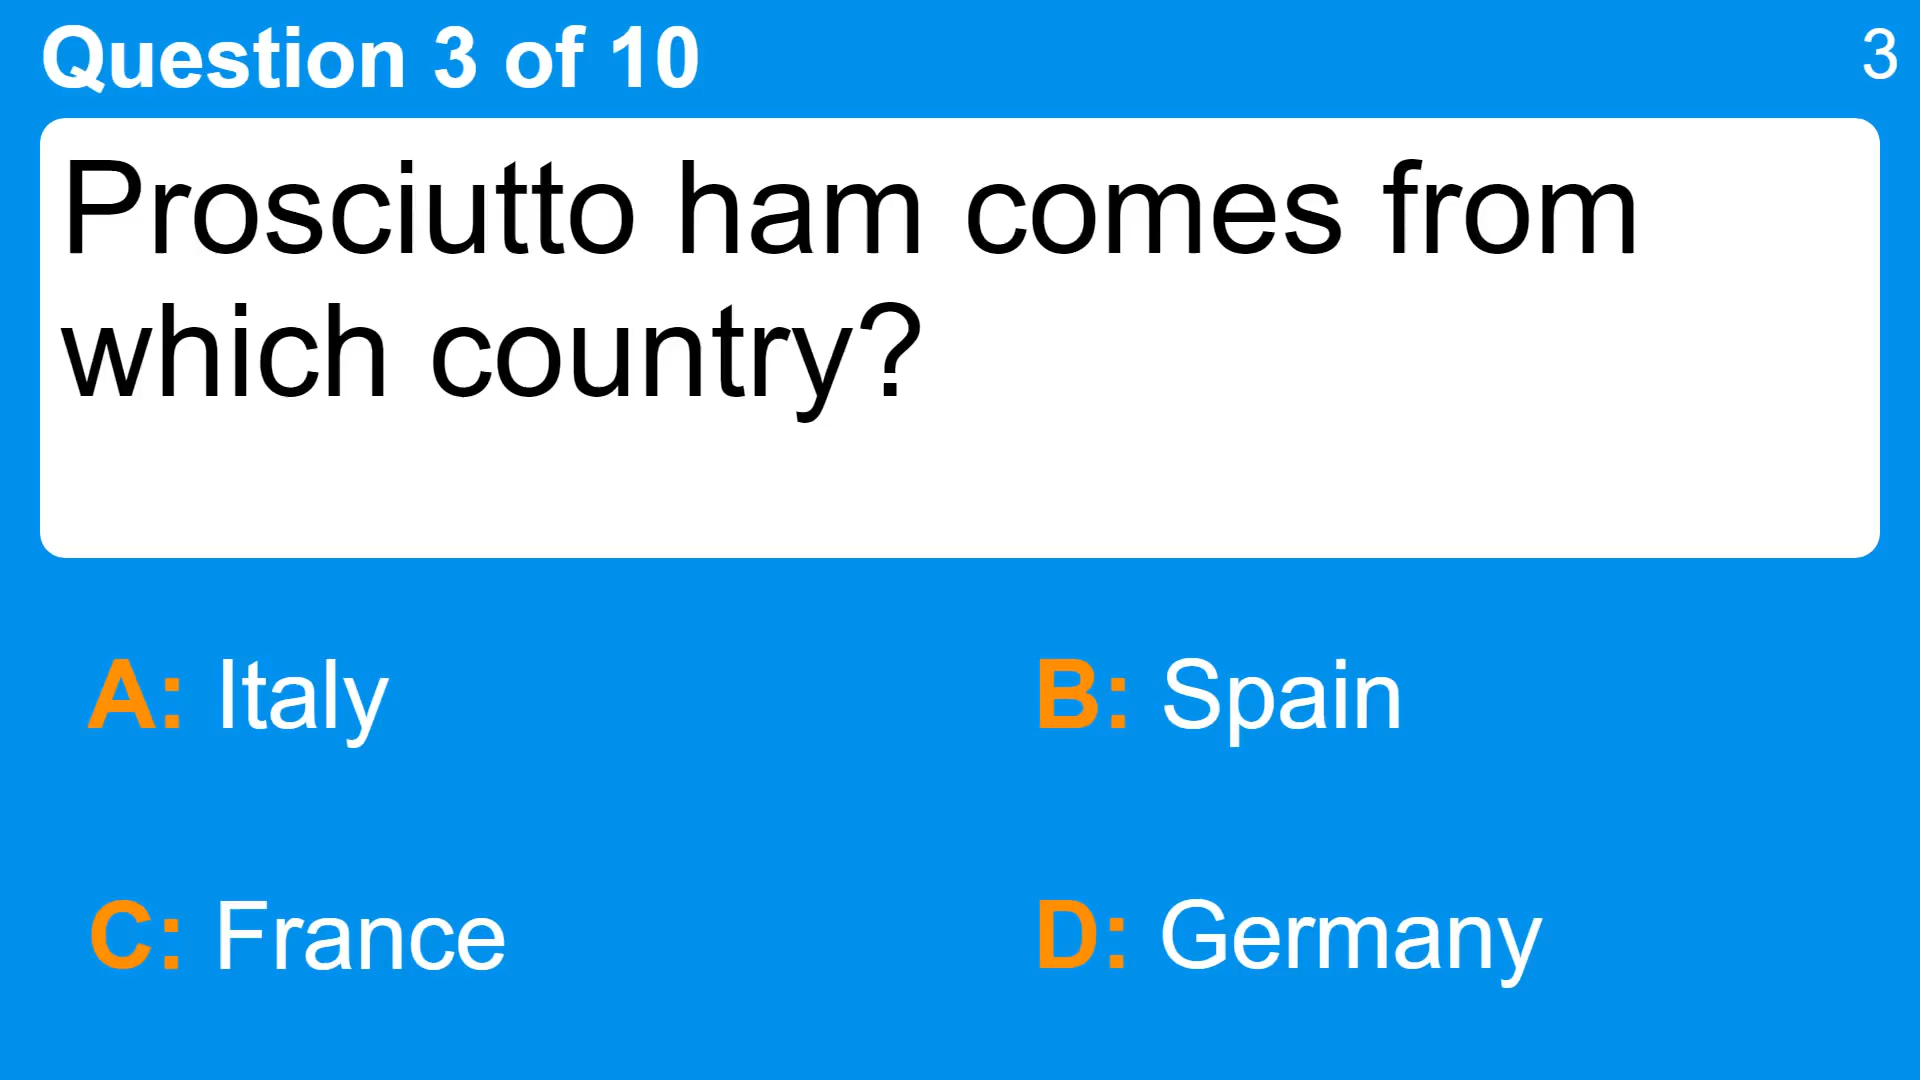 Question 3 of 10
3
Prosciutto ham comes from
which country?
A: Italy
B: Spain
C: France
D: Germany